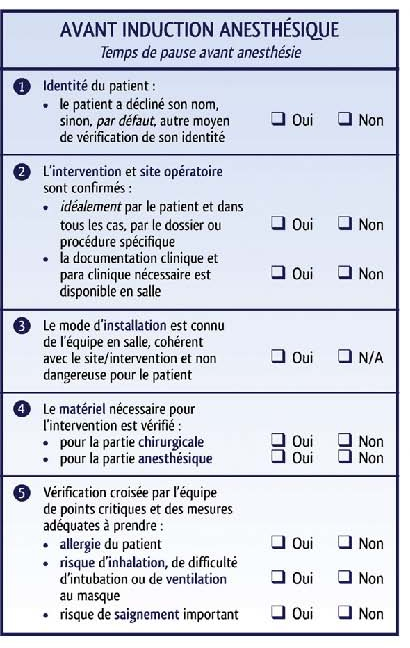 AVANT INDUCTION ANESTHÉSIQUE
Temps de pause avant anesthésie
1 Identité du patient :
• le patient a décliné son nom,
sinon, par défaut, autre moyen
de vérification de son identité ❑ Oui ❑ Non
2 L'intervention et site opératoire
sont confirmés :
• idéalement par le patient et dans
tous les cas, par le dossier ou ❑ Oui ❑ Non
procédure spécifique
• la documentation clinique et
para clinique nécessaire est ❑ Oui ❑ Non
disponible en salle
3 Le mode d'installation est connu
de l'équipe en salle, cohérent
avec le site/intervention et non ❑ Oui ❑ N/A
dangereuse pour le patient
4 Le matériel nécessaire pour
l'intervention est vérifié :
• pour la partie chirurgicale ❑ Oui ❑ Non
• pour la partie anesthésique ❑ Oui ❑ Non
5 Vérification croisée par l'équipe
de points critiques et des mesures
adéquates à prendre :
• allergie du patient ❑ Oui ❑ Non
• risque d'inhalation, de difficulté
d'intubation ou de ventilation ❑ Oui ❑ Non
au masque
• risque de saignement important ❑ Oui ❑ Non